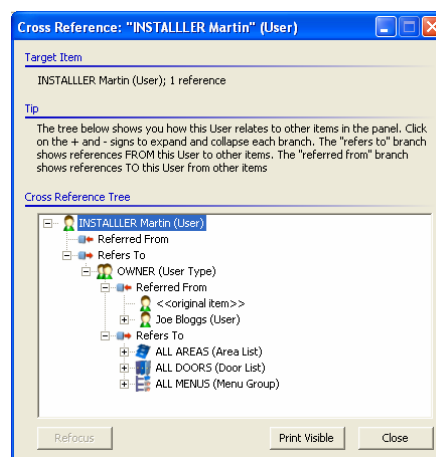 Cross Reference: "INSTALLLER Martin" (User)
Target Item
INSTALLLER Martin (User); 1 reference
Tip
The tree below shows you how this User relates to other items in the panel. Click
on the + and - signs to expand and collapse each branch. The "refers to" branch
shows references FROM this User to other items. The "referred from" branch
shows references TO this User from other items
Cross Reference Tree
INSTALLLER Martin (User)
Referred From
Refers To
OWNER (User Type)
Referred From
<<original item>>
Joe Bloggs (User)
Refers To
ALL AREAS (Area List)
ALL DOORS (Door List)
ALL MENUS (Menu Group)
Refocus Print Visible Close